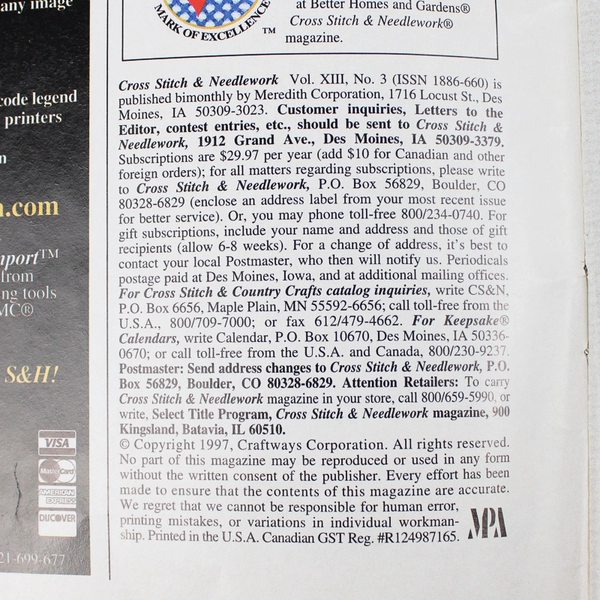 any image
code legend
printers
n
n.com
nport™
from
ng tools
MC®
S&H!
VISA
MasterCard
AMERICAN EXPRESS
DISCOVER
21-699-677
MARK OF EXCELLENCE™
at Better Homes and Gardens®
Cross Stitch & Needlework®
magazine.
Cross Stitch & Needlework Vol. XIII, No. 3 (ISSN 1886-660) is
published bimonthly by Meredith Corporation, 1716 Locust St., Des
Moines, IA 50309-3023. Customer inquiries, Letters to the
Editor, contest entries, etc., should be sent to Cross Stitch &
Needlework, 1912 Grand Ave., Des Moines, IA 50309-3379.
Subscriptions are $29.97 per year (add $10 for Canadian and other
foreign orders); for all matters regarding subscriptions, please write
to Cross Stitch & Needlework, P.O. Box 56829, Boulder, CO
80328-6829 (enclose an address label from your most recent issue
for better service). Or, you may phone toll-free 800/234-0740. For
gift subscriptions, include your name and address and those of gift
recipients (allow 6-8 weeks). For a change of address, it's best to
contact your local Postmaster, who then will notify us. Periodicals
postage paid at Des Moines, Iowa, and at additional mailing offices.
For Cross Stitch & Country Crafts catalog inquiries, write CS&N,
P.O. Box 6656, Maple Plain, MN 55592-6656; call toll-free from the
U.S.A., 800/709-7000; or fax 612/479-4662. For Keepsake®
Calendars, write Calendar, P.O. Box 10670, Des Moines, IA 50336-
0670; or call toll-free from the U.S.A. and Canada, 800/230-9237.
Postmaster: Send address changes to Cross Stitch & Needlework, P.O.
Box 56829, Boulder, CO 80328-6829. Attention Retailers: To carry
Cross Stitch & Needlework magazine in your store, call 800/659-5990, or
write, Select Title Program, Cross Stitch & Needlework magazine, 900
Kingsland, Batavia, IL 60510.
© Copyright 1997, Craftways Corporation. All rights reserved.
No part of this magazine may be reproduced or used in any form
without the written consent of the publisher. Every effort has been
made to ensure that the contents of this magazine are accurate.
We regret that we cannot be responsible for human error,
printing mistakes, or variations in individual workman-
ship. Printed in the U.S.A. Canadian GST Reg. #R124987165.
MPA